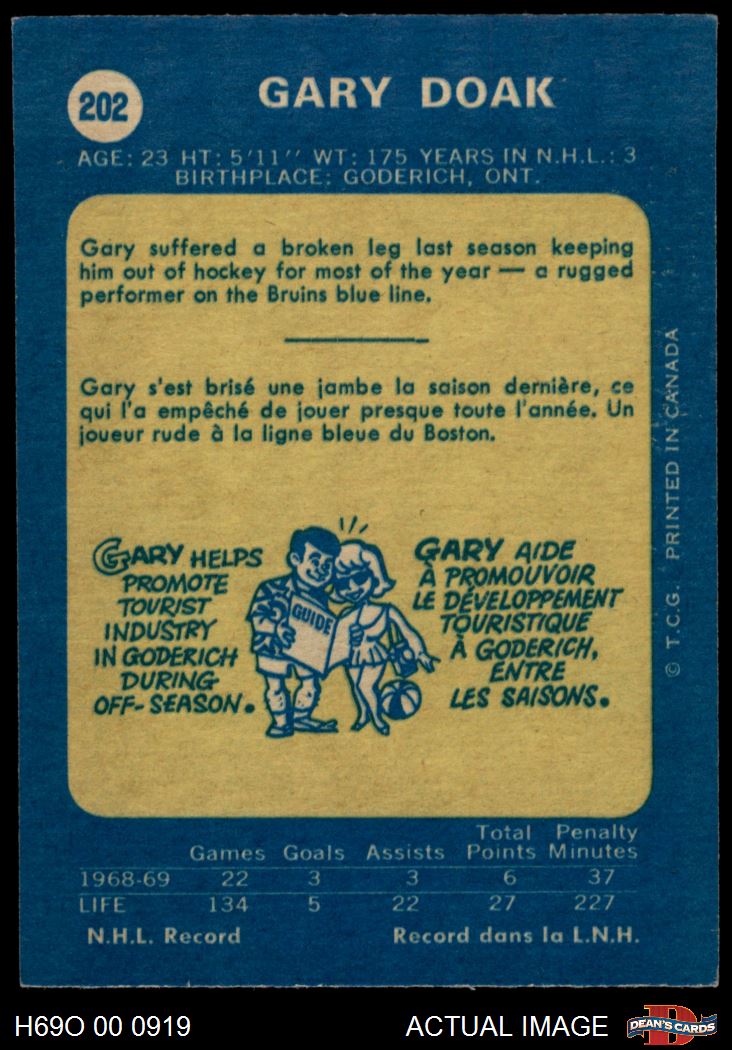 202
GARY DOAK
AGE: 23 HT: 5'11'' WT: 175 YEARS IN N.H.L.: 3
BIRTHPLACE: GODERICH, ONT.
Gary suffered a broken leg last season keeping
him out of hockey for most of the year — a rugged
performer on the Bruins blue line.
Gary s'est brisé une jambe la saison dernière, ce
qui l'a empêché de jouer presque toute l'année. Un
joueur rude à la ligne bleue du Boston.
GARY HELPS
PROMOTE
TOURIST
INDUSTRY
IN GODERICH
DURING
OFF-SEASON.
GUIDE
GARY AIDE
À PROMOUVOIR
LE DÉVELOPPEMENT
TOURISTIQUE
À GODERICH,
ENTRE
LES SAISONS.
© T.C.G. PRINTED IN CANADA
Total Penalty
Games Goals Assists Points Minutes
1968-69 22 3 3 6 37
LIFE 134 5 22 27 227
N.H.L. Record Record dans la L.N.H.
H69O 00 0919 ACTUAL IMAGE
D
DEAN'S CARDS